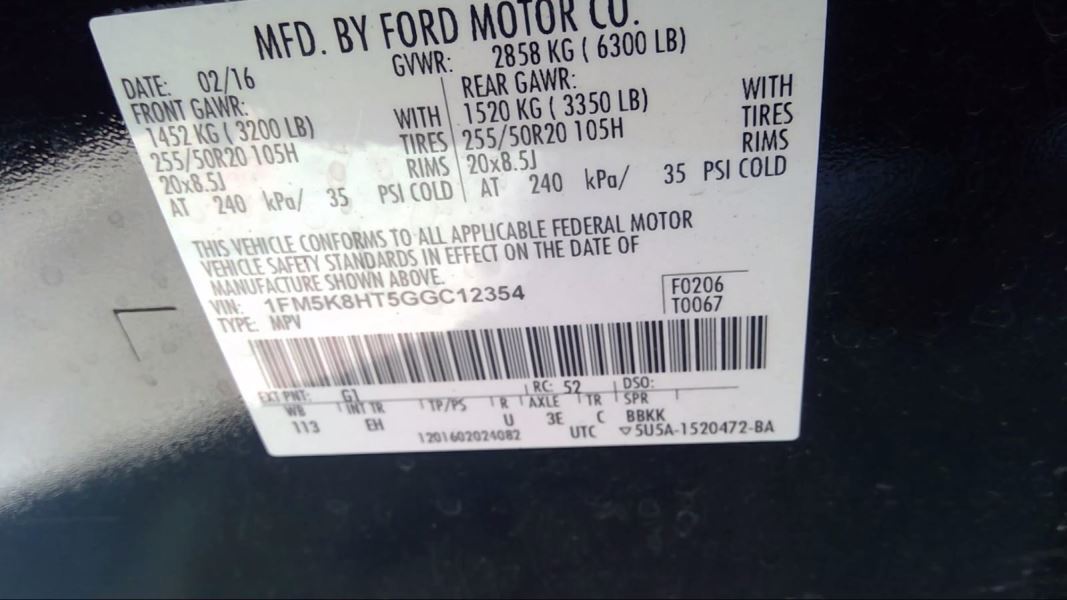 MFD. BY FORD MOTOR CO.
DATE: 02/16 GVWR: 2858 KG ( 6300 LB)
FRONT GAWR: REAR GAWR:
1452 KG ( 3200 LB) WITH 1520 KG ( 3350 LB) WITH
255/50R20 105H TIRES 255/50R20 105H TIRES
20x8.5J RIMS 20x8.5J RIMS
AT 240 kPa/ 35 PSI COLD AT 240 kPa/ 35 PSI COLD
THIS VEHICLE CONFORMS TO ALL APPLICABLE FEDERAL MOTOR
VEHICLE SAFETY STANDARDS IN EFFECT ON THE DATE OF
MANUFACTURE SHOWN ABOVE.
VIN: 1FM5K8HT5GGC12354 F0206
TYPE: MPV T0067
EXT PNT: G1 RC: 52 DSO:
WB INT TR TP/PS R AXLE TR SPR
113 EH U 3E C BBKK
1201602024082 UTC ▽5U5A-1520472-BA